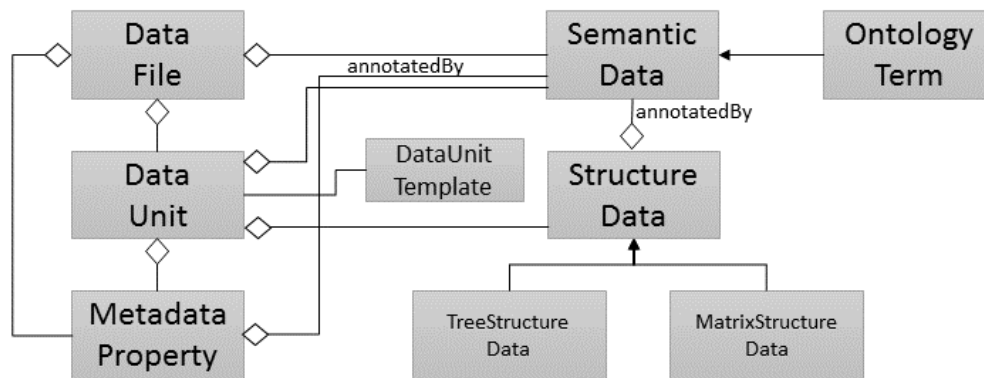 Data
File
Semantic
Data
Ontology
Term
annotatedBy
annotatedBy
Data
Unit
DataUnit
Template
Structure
Data
Metadada
Property
TreeStructure
Data
MatrixStructure
Data